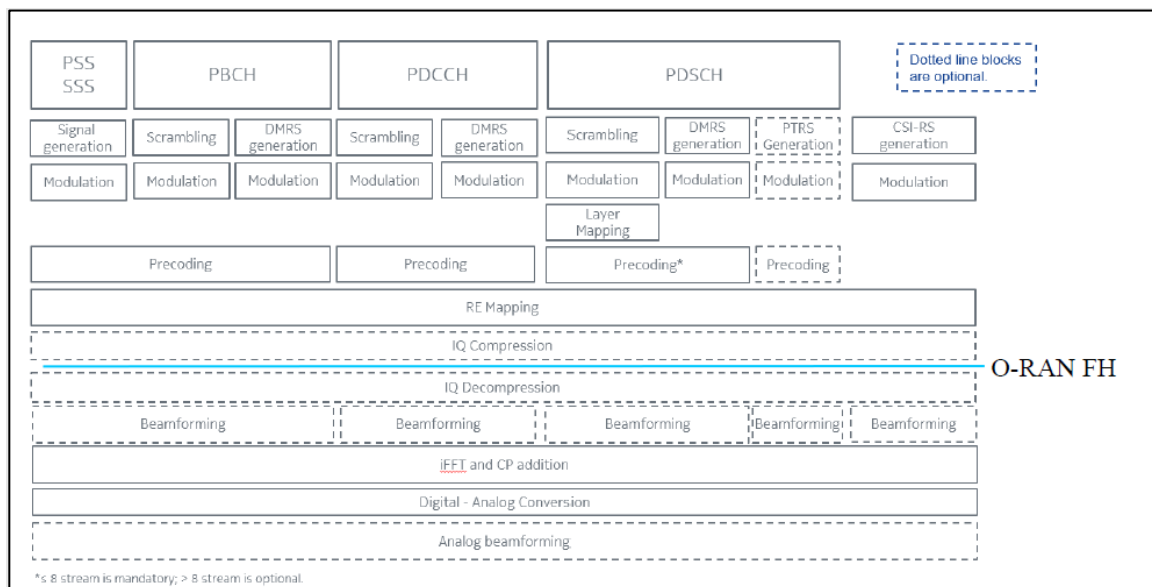 PSS
SSS
PBCH
PDCCH
PDSCH
Dotted line blocks
are optional.
Signal
generation
Scrambling
DMRS
generation
Scrambling
DMRS
generation
Scrambling
DMRS
generation
PTRS
Generation
CSI-RS
generation
Modulation
Modulation
Modulation
Modulation
Modulation
Modulation
Modulation
Modulation
Modulation
Layer
Mapping
Precoding
Precoding
Precoding*
Precoding
RE Mapping
IQ Compression
O-RAN FH
IQ Decompression
Beamforming
Beamforming
Beamforming
Beamforming
Beamforming
iFFT and CP addition
Digital - Analog Conversion
Analog beamforming
*≤ 8 stream is mandatory; > 8 stream is optional.